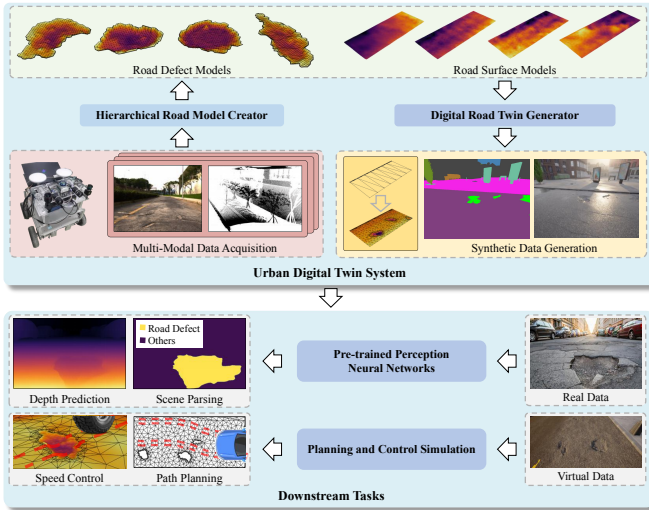 Road Defect Models
Road Surface Models
Hierarchical Road Model Creator
Digital Road Twin Generator
Multi-Modal Data Acquisition
Synthetic Data Generation
Urban Digital Twin System
Road Defect
Others
Depth Prediction
Scene Parsing
Pre-trained Perception
Neural Networks
Real Data
Speed Control
Path Planning
Planning and Control Simulation
Virtual Data
Downstream Tasks